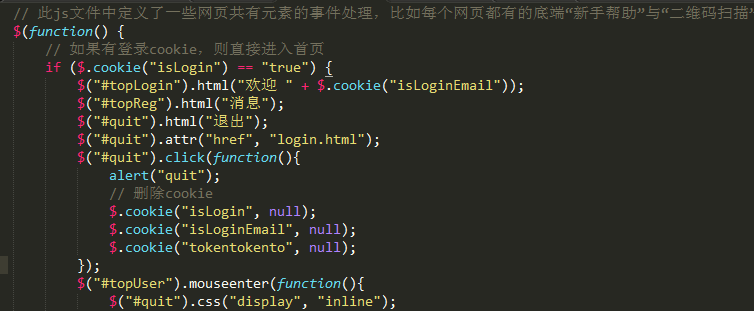 // 此js文件中定义了一些网页共有元素的事件处理，比如每个网页都有的底端“新手帮助”与“二维码扫描”
$(function() {
    // 如果有登录cookie，则直接进入首页
    if ($.cookie("isLogin") == "true") {
        $("#topLogin").html("欢迎 " + $.cookie("isLoginEmail"));
        $("#topReg").html("消息");
        $("#quit").html("退出");
        $("#quit").attr("href", "login.html");
        $("#quit").click(function(){
            alert("quit");
            // 删除cookie
            $.cookie("isLogin", null);
            $.cookie("isLoginEmail", null);
            $.cookie("tokentokento", null);
        });
        $("#topUser").mouseenter(function(){
            $("#quit").css("display", "inline");